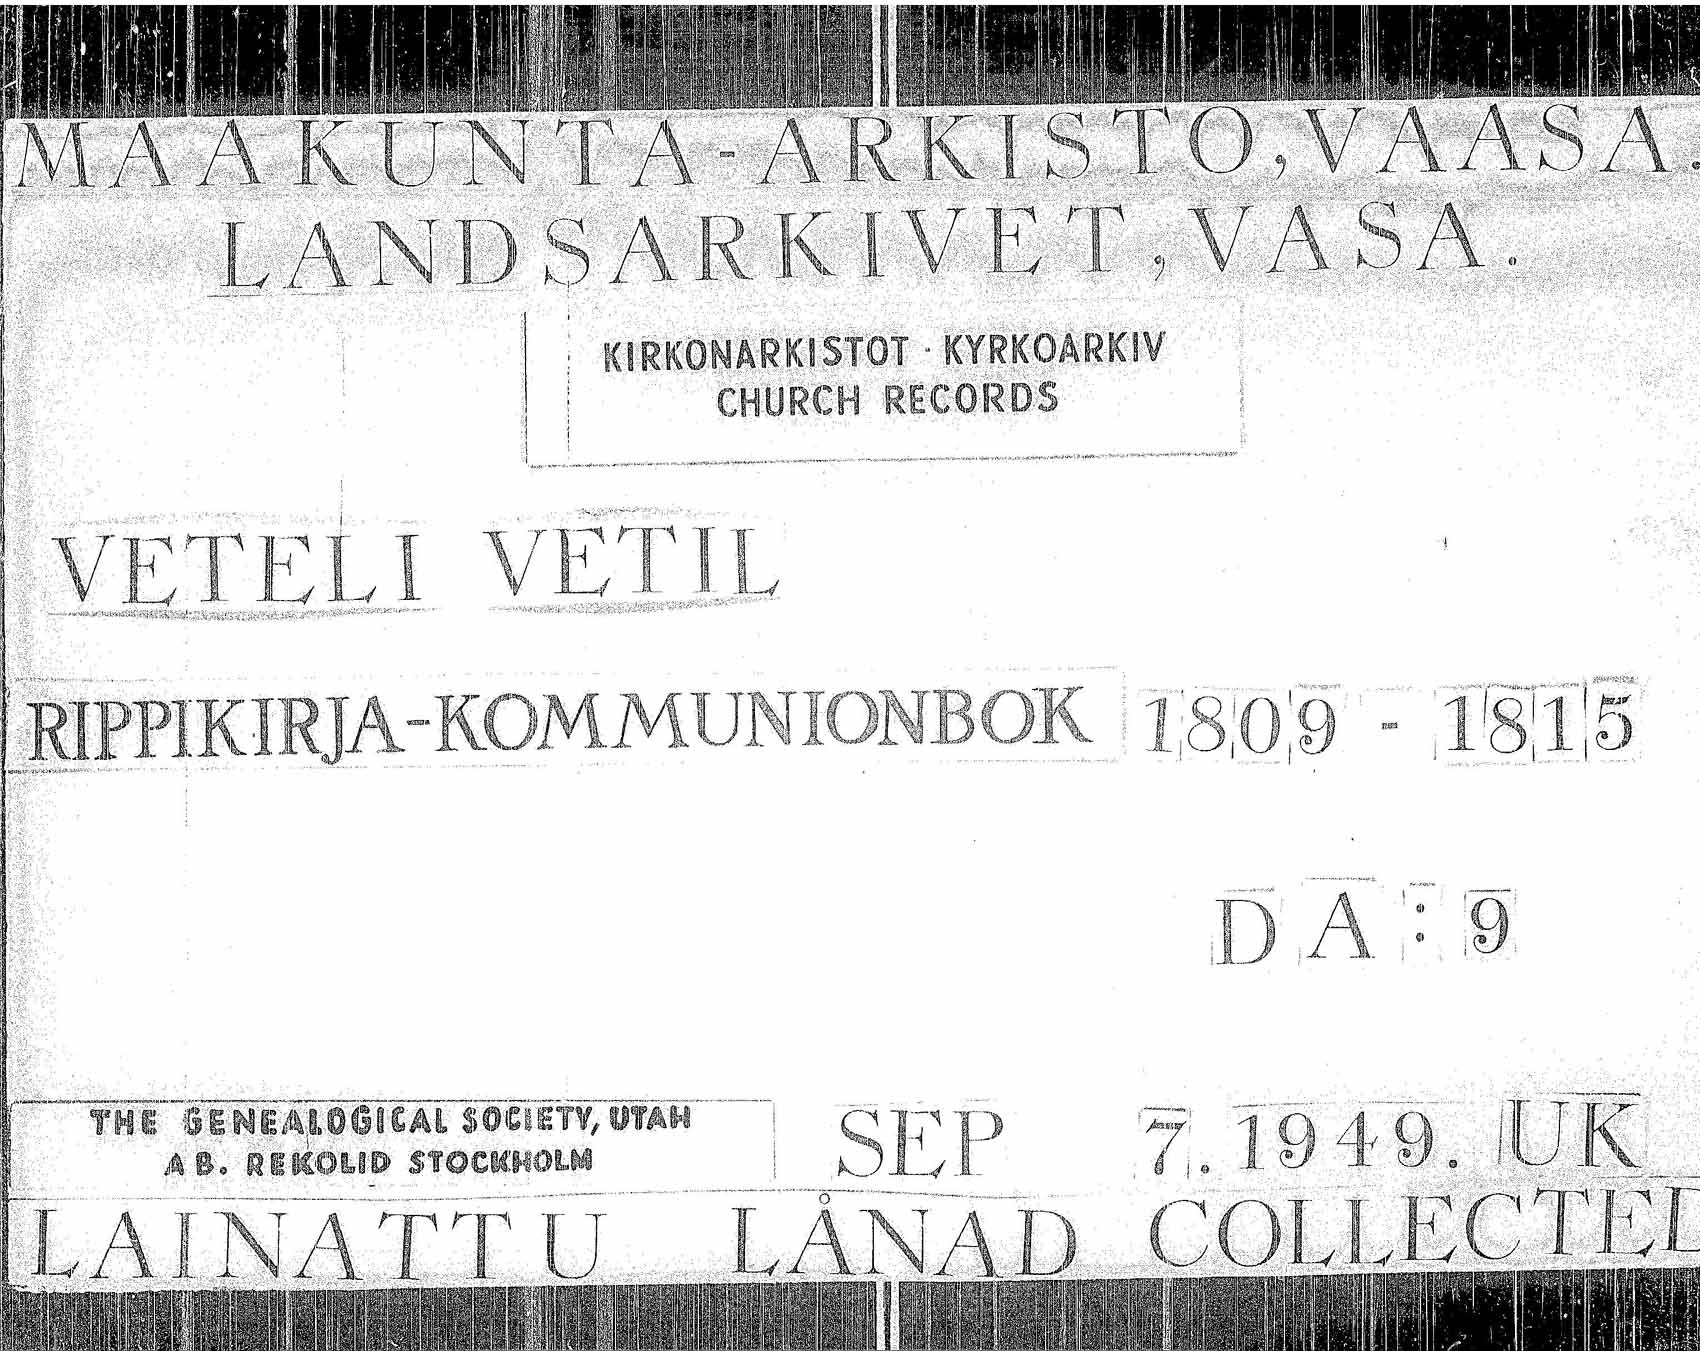 MAAKUNTA-ARKISTO, VAASA.
LANDSARKIVET, VASA.
KIRKONARKISTOT · KYRKOARKIV
CHURCH RECORDS
VETELI VETIL
RIPPIKIRJA-KOMMUNIONBOK 1809 - 1815
DA:9
THE GENEALOGICAL SOCIETY, UTAH
AB. REKOLID STOCKHOLM
SEP 7. 1949. UK
LAINATTU LÅNAD COLLECTED